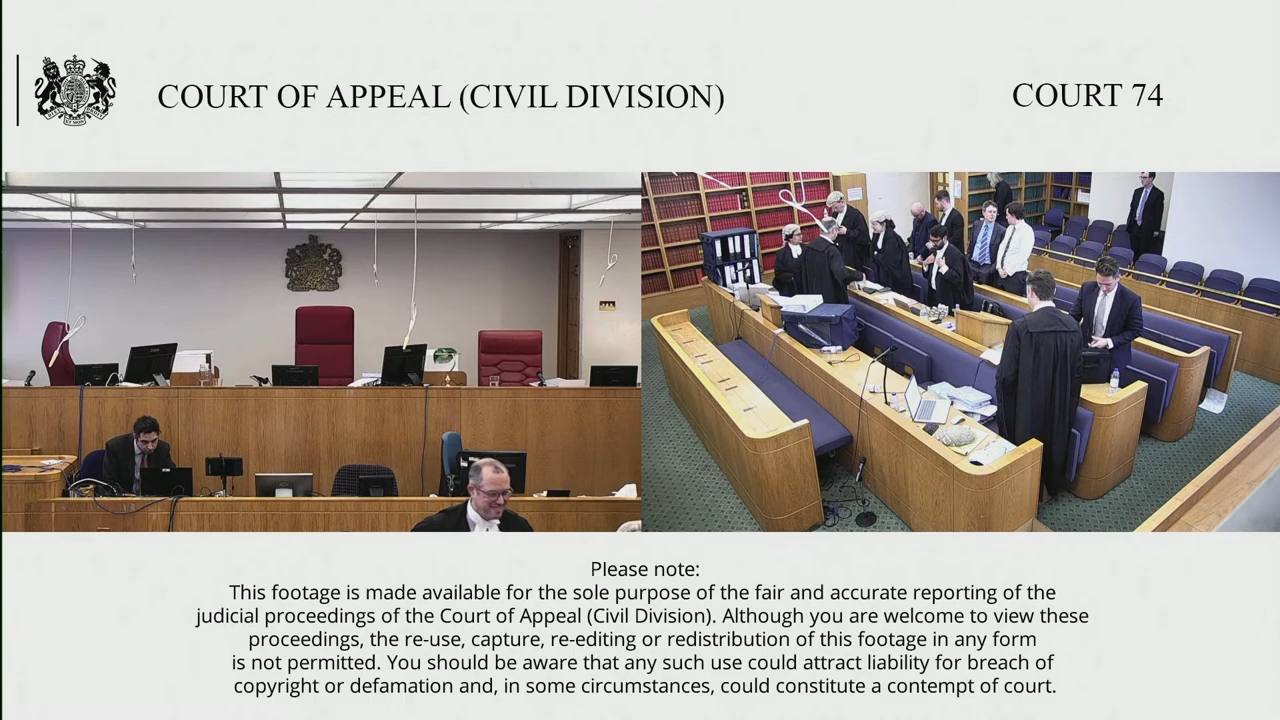 COURT OF APPEAL (CIVIL DIVISION)
COURT 74
Please note:
This footage is made available for the sole purpose of the fair and accurate reporting of the
judicial proceedings of the Court of Appeal (Civil Division). Although you are welcome to view these
proceedings, the re-use, capture, re-editing or redistribution of this footage in any form
is not permitted. You should be aware that any such use could attract liability for breach of
copyright or defamation and, in some circumstances, could constitute a contempt of court.